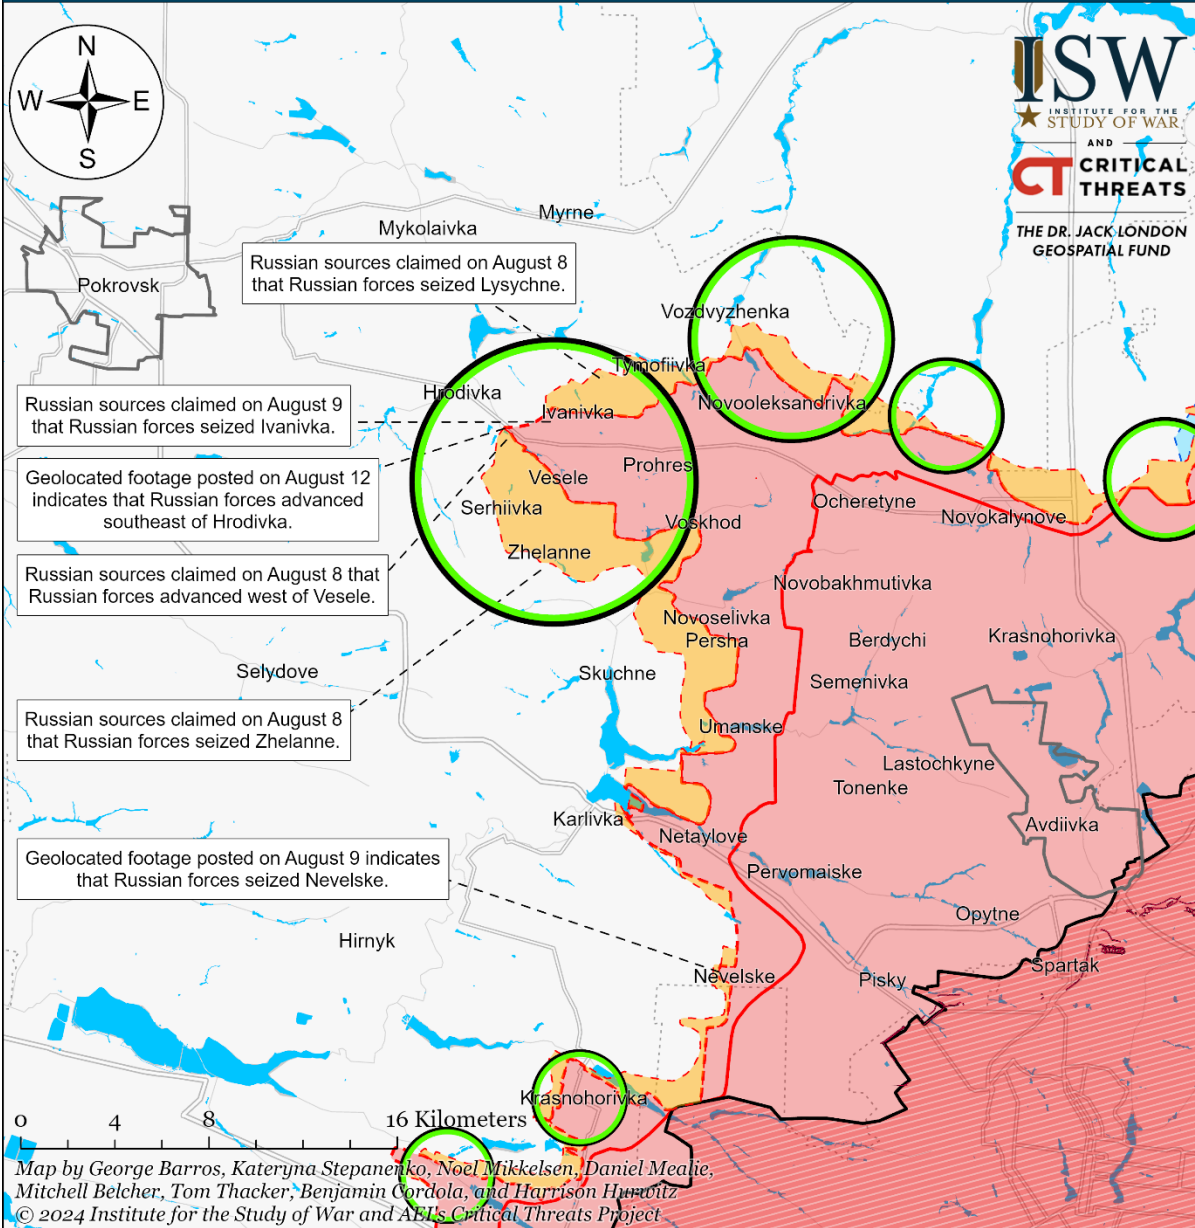 N
W
E
S
ISW
INSTITUTE FOR THE
STUDY OF WAR
AND
CT CRITICAL
THREATS
THE DR. JACK LONDON
GEOSPATIAL FUND
Myrne
Mykolaivka
Russian sources claimed on August 8
that Russian forces seized Lysychne.
Pokrovsk
Vozdvyzhenka
Tymofiivka
Hrodivka
Ivanivka
Novooleksandrivka
Russian sources claimed on August 9
that Russian forces seized Ivanivka.
Geolocated footage posted on August 12
indicates that Russian forces advanced
southeast of Hrodivka.
Prohres
Vesele
Serhiivka
Ocheretyne
Novokalynove
Voskhod
Zhelanne
Russian sources claimed on August 8 that
Russian forces advanced west of Vesele.
Novobakhmutivka
Novoselivka
Persha
Berdychi
Krasnohorivka
Selydove
Skuchne
Semenivka
Russian sources claimed on August 8
that Russian forces seized Zhelanne.
Umanske
Lastochkyne
Tonenke
Karlivka
Netaylove
Avdiivka
Geolocated footage posted on August 9 indicates
that Russian forces seized Nevelske.
Pervomaiske
Opytne
Hirnyk
Nevelske
Pisky
Spartak
Krasnohorivka
0 4 8 16 Kilometers
Map by George Barros, Kateryna Stepanenko, Noel Mikkelsen, Daniel Mealie,
Mitchell Belcher, Tom Thacker, Benjamin Cordola, and Harrison Hurwitz
© 2024 Institute for the Study of War and AEI's Critical Threats Project